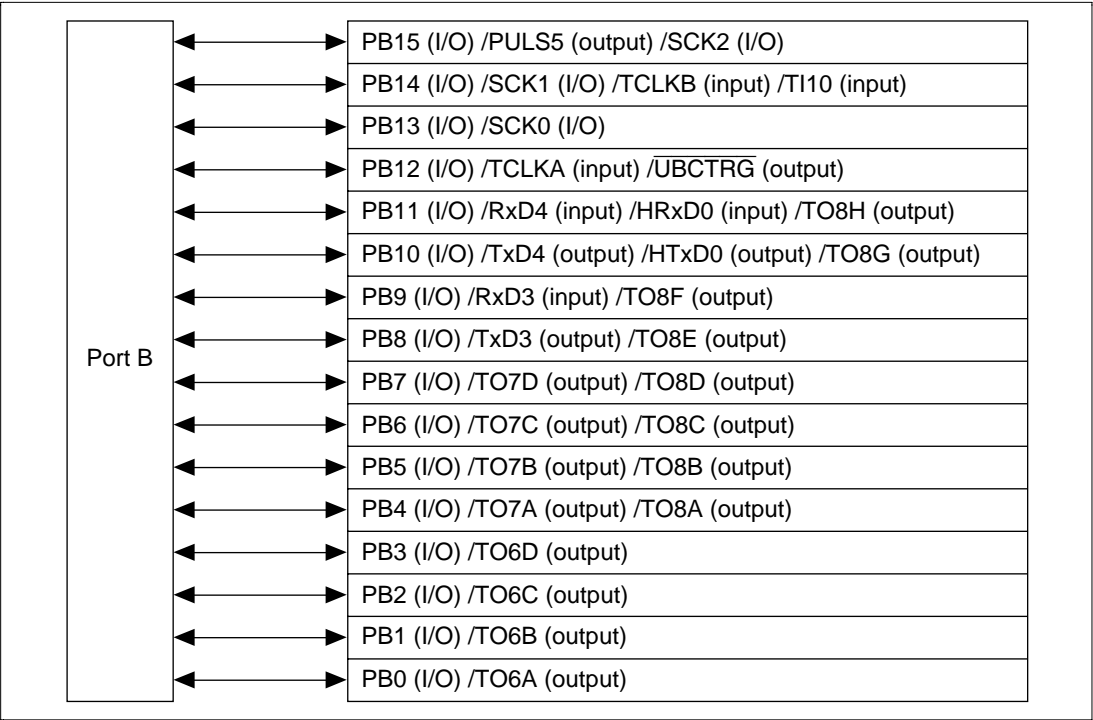 PB15 (I/O) /PULS5 (output) /SCK2 (I/O)
PB14 (I/O) /SCK1 (I/O) /TCLKB (input) /TI10 (input)
PB13 (I/O) /SCK0 (I/O)
PB12 (I/O) /TCLKA (input) /U̅B̅C̅T̅R̅G̅ (output)
PB11 (I/O) /RxD4 (input) /HRxD0 (input) /TO8H (output)
PB10 (I/O) /TxD4 (output) /HTxD0 (output) /TO8G (output)
PB9 (I/O) /RxD3 (input) /TO8F (output)
PB8 (I/O) /TxD3 (output) /TO8E (output)
Port B
PB7 (I/O) /TO7D (output) /TO8D (output)
PB6 (I/O) /TO7C (output) /TO8C (output)
PB5 (I/O) /TO7B (output) /TO8B (output)
PB4 (I/O) /TO7A (output) /TO8A (output)
PB3 (I/O) /TO6D (output)
PB2 (I/O) /TO6C (output)
PB1 (I/O) /TO6B (output)
PB0 (I/O) /TO6A (output)